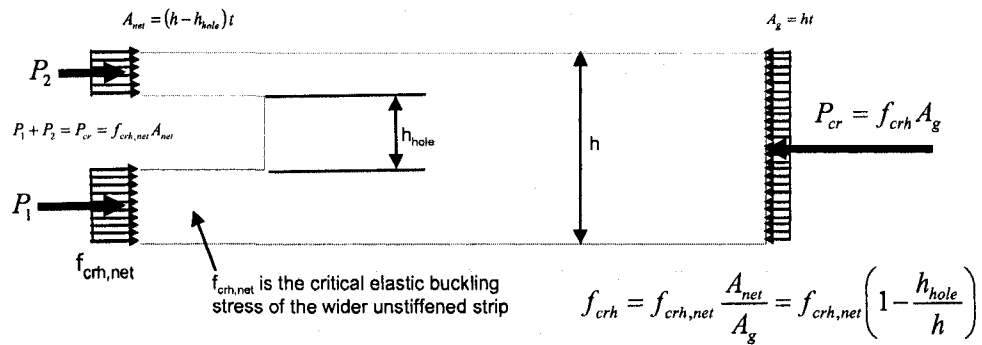 A_net = (h − h_hole) t
A_g = ht
P_2
P_cr = f_crh A_g
P_1 + P_2 = P_cr = f_crh,net A_net
h_hole
h
P_1
f_crh,net
f_crh,net is the critical elastic buckling
stress of the wider unstiffened strip
f_crh = f_crh,net A_net/A_g = f_crh,net (1 − h_hole/h)